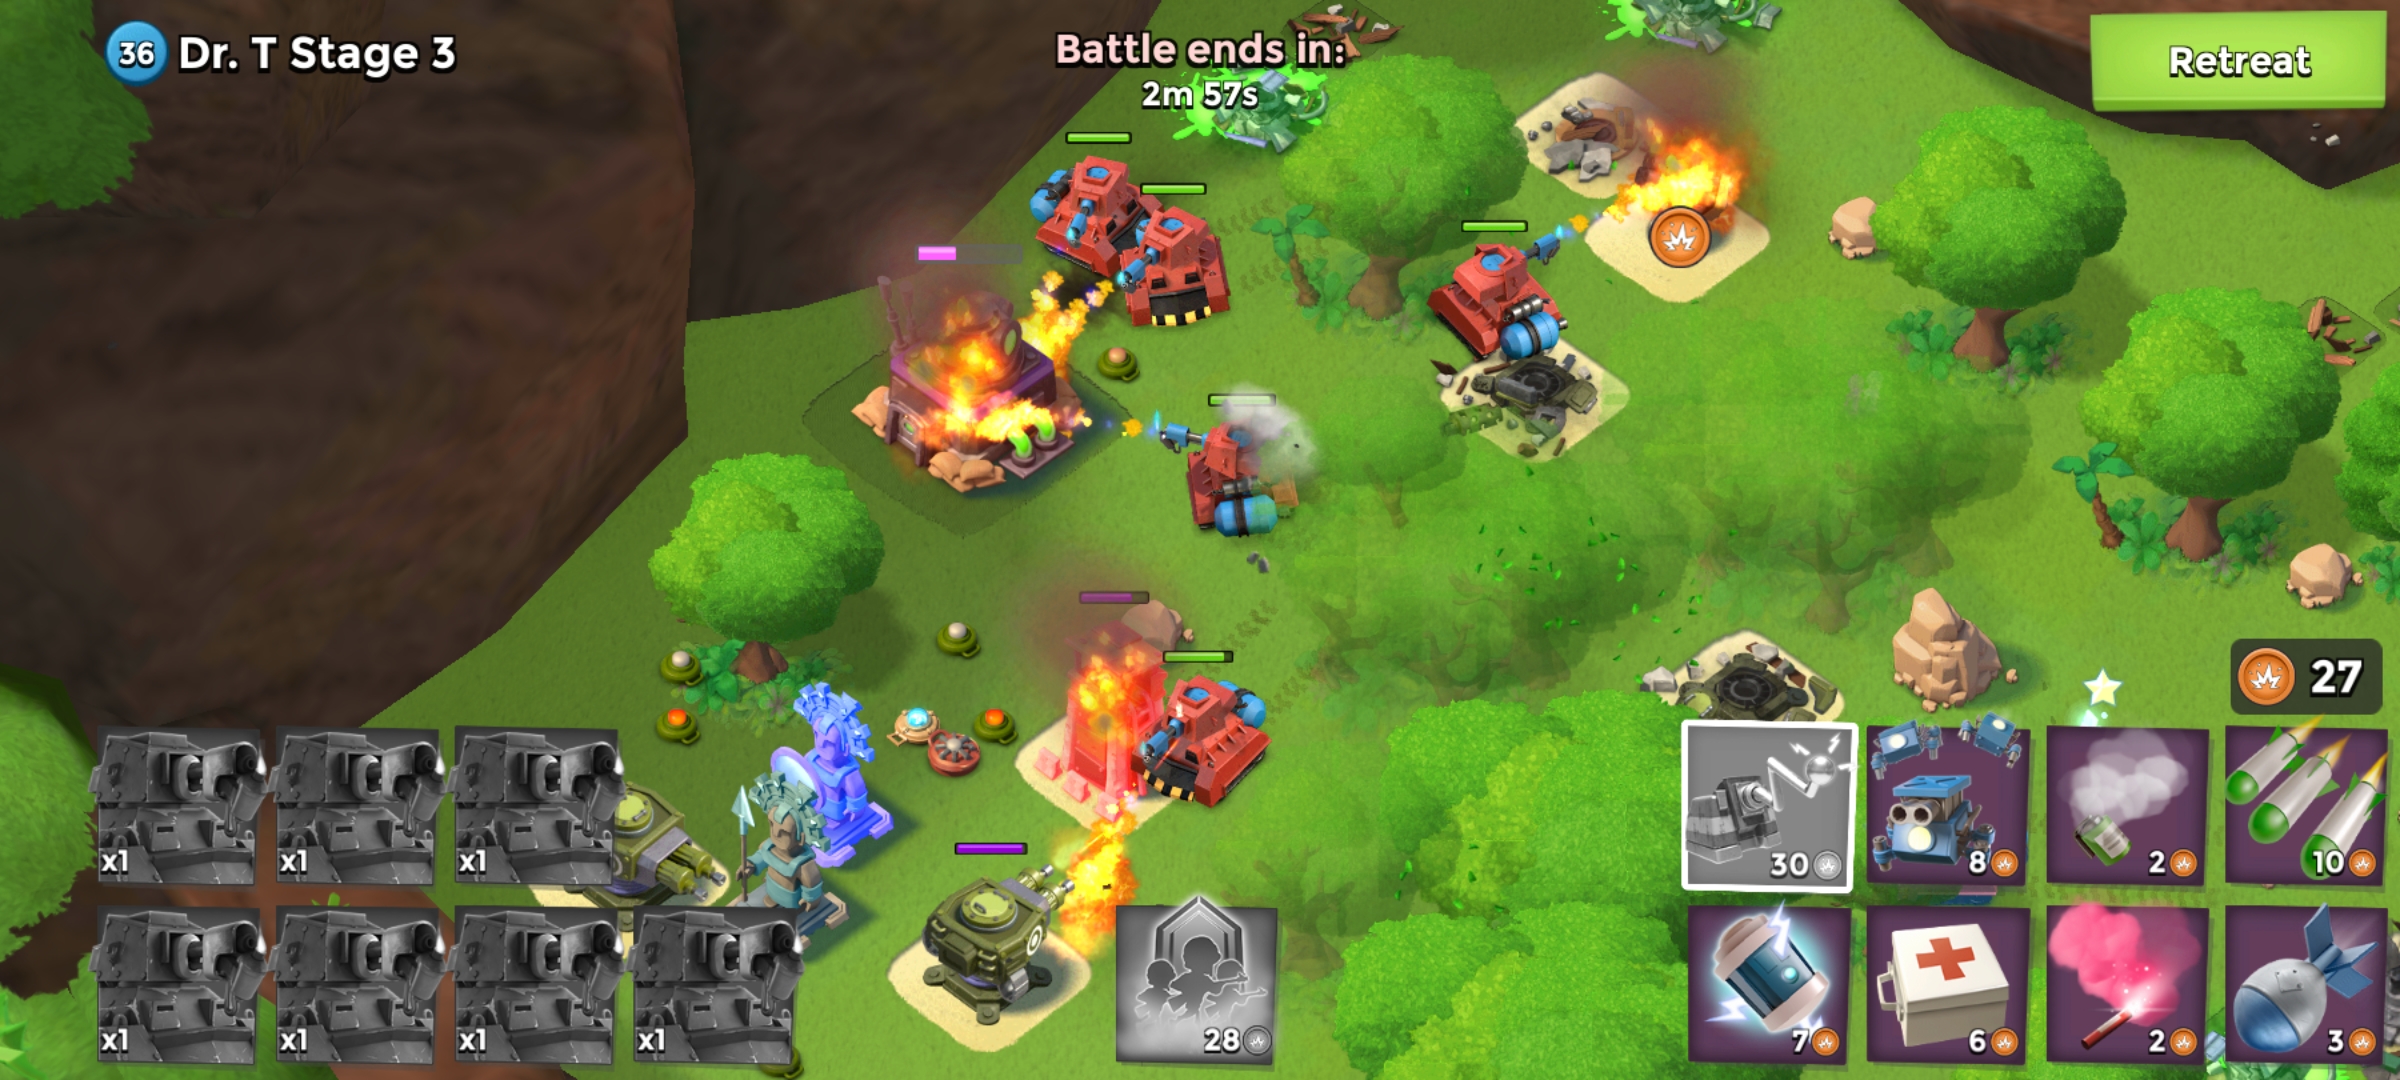 36 Dr. T Stage 3
Battle ends in:
2m 57s
Retreat
27
x1 x1 x1
30 8 2 10
x1 x1 x1 x1
28
7 6 2 3